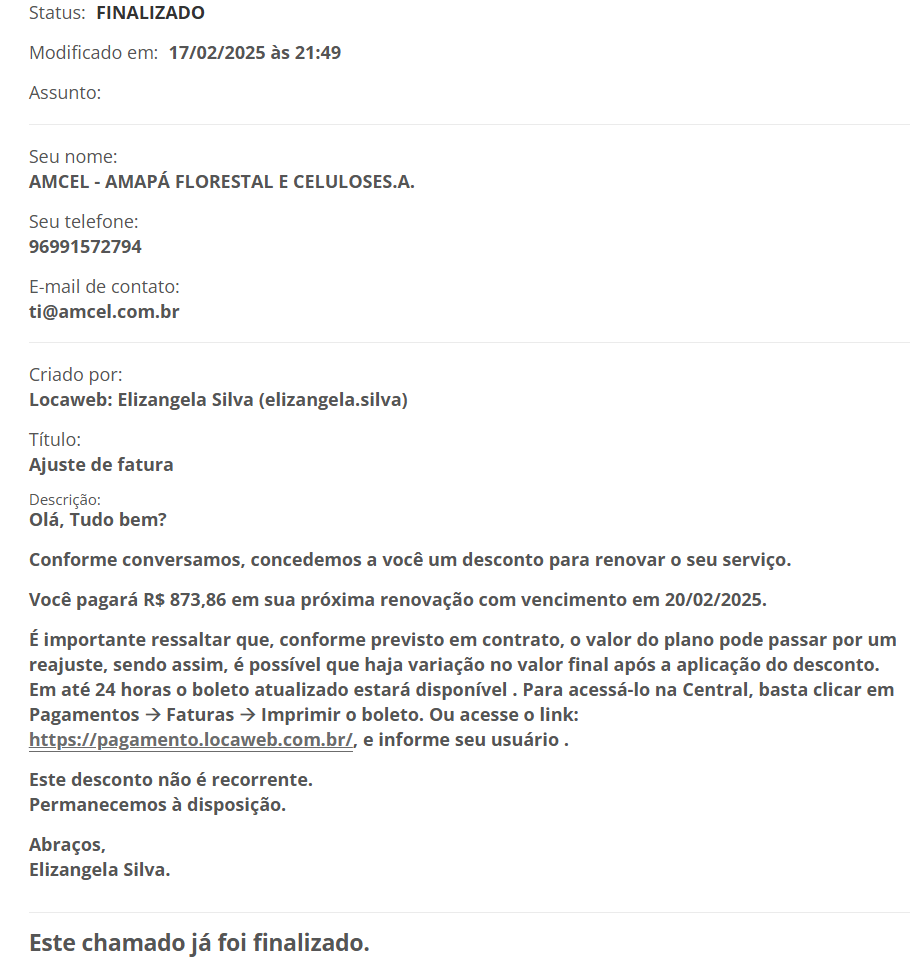 Status: FINALIZADO
Modificado em: 17/02/2025 às 21:49
Assunto:
Seu nome:
AMCEL - AMAPÁ FLORESTAL E CELULOSES.A.
Seu telefone:
96991572794
E-mail de contato:
ti@amcel.com.br
Criado por:
Locaweb: Elizangela Silva (elizangela.silva)
Título:
Ajuste de fatura
Descrição:
Olá, Tudo bem?
Conforme conversamos, concedemos a você um desconto para renovar o seu serviço.
Você pagará R$ 873,86 em sua próxima renovação com vencimento em 20/02/2025.
É importante ressaltar que, conforme previsto em contrato, o valor do plano pode passar por um
reajuste, sendo assim, é possível que haja variação no valor final após a aplicação do desconto.
Em até 24 horas o boleto atualizado estará disponível . Para acessá-lo na Central, basta clicar em
Pagamentos → Faturas → Imprimir o boleto. Ou acesse o link:
https://pagamento.locaweb.com.br/, e informe seu usuário .
Este desconto não é recorrente.
Permanecemos à disposição.
Abraços,
Elizangela Silva.
Este chamado já foi finalizado.